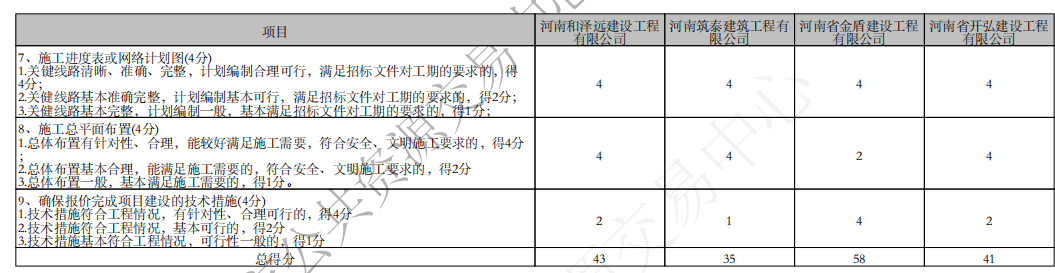 项目 河南和泽远建设工程有限公司 河南筑泰建筑工程有限公司 河南省金盾建设工程有限公司 河南省开弘建设工程有限公司
7、施工进度表或网络计划图(4分)
1.关键线路清晰、准确、完整，计划编制合理可行，满足招标文件对工期的要求的，得
4分；
2.关健线路基本准确完整，计划编制基本可行，满足招标文件对工期的要求的，得2分；
3.关健线路基本完整，计划编制一般，基本满足招标文件对工期的要求的，得1分；
4 4 4 4
8、施工总平面布置(4分)
1.总体布置有针对性、合理，能较好满足施工需要，符合安全、文明施工要求的，得4分
；
2.总体布置基本合理，能满足施工需要的，符合安全、文明施工要求的，得2分
3.总体布置一般，基本满足施工需要的，得1分。
4 4 2 4
9、确保报价完成项目建设的技术措施(4分)
1.技术措施符合工程情况，有针对性、合理可行的，得4分
2.技术措施符合工程情况，基本可行的，得2分
3.技术措施基本符合工程情况，可行性一般的，得1分
2 1 4 2
总得分 43 35 58 41
公共资源交易中心
交易中心